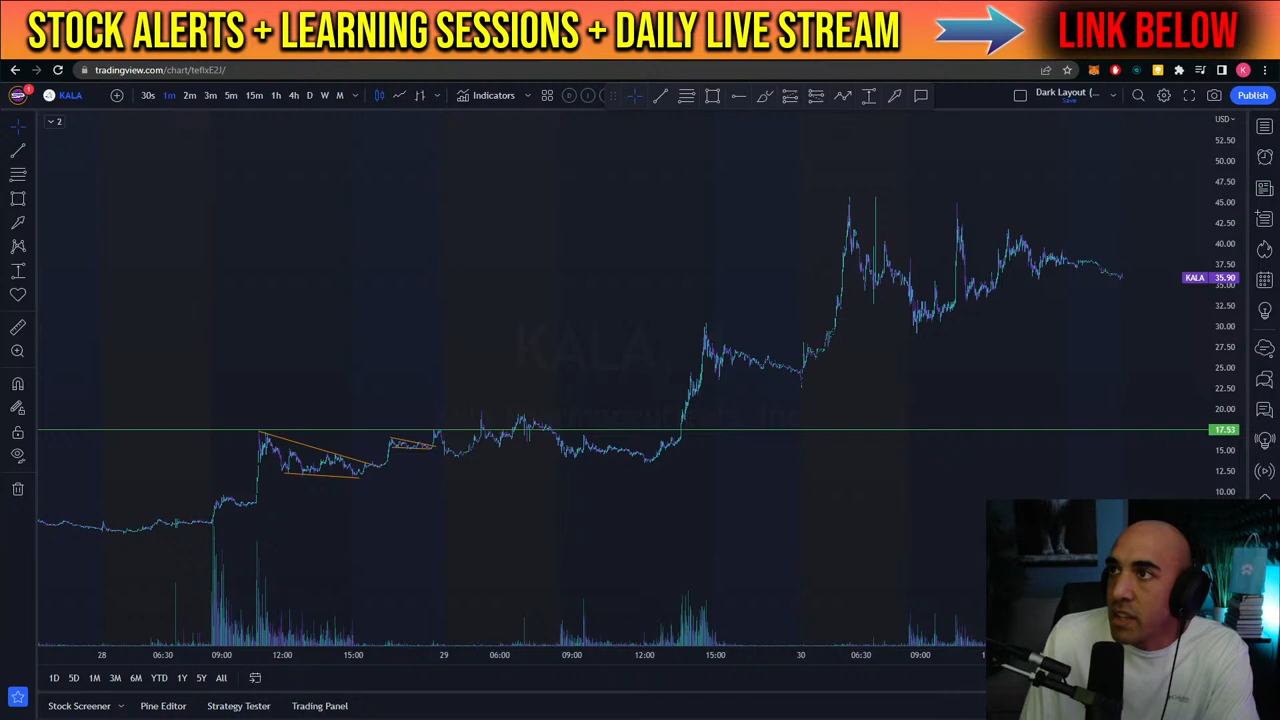 STOCK ALERTS + LEARNING SESSIONS + DAILY LIVE STREAM LINK BELOW
tradingview.com/chart/tefIxE2J/ K
1 KALA 30s 1m 2m 3m 5m 15m 1h 4h D W M Indicators D I Dark Layout (... Save Publish
2 USD
52.50
50.00
47.50
45.00
42.50
40.00
37.50
KALA 35.90
35.00
32.50
30.00
KALA
27.50
25.00
22.50
20.00
17.53
15.00
12.50
10.00
28 06:30 09:00 12:00 15:00 29 06:00 09:00 12:00 15:00 30 06:30 09:00
1D 5D 1M 3M 6M YTD 1Y 5Y All
Stock Screener Pine Editor Strategy Tester Trading Panel